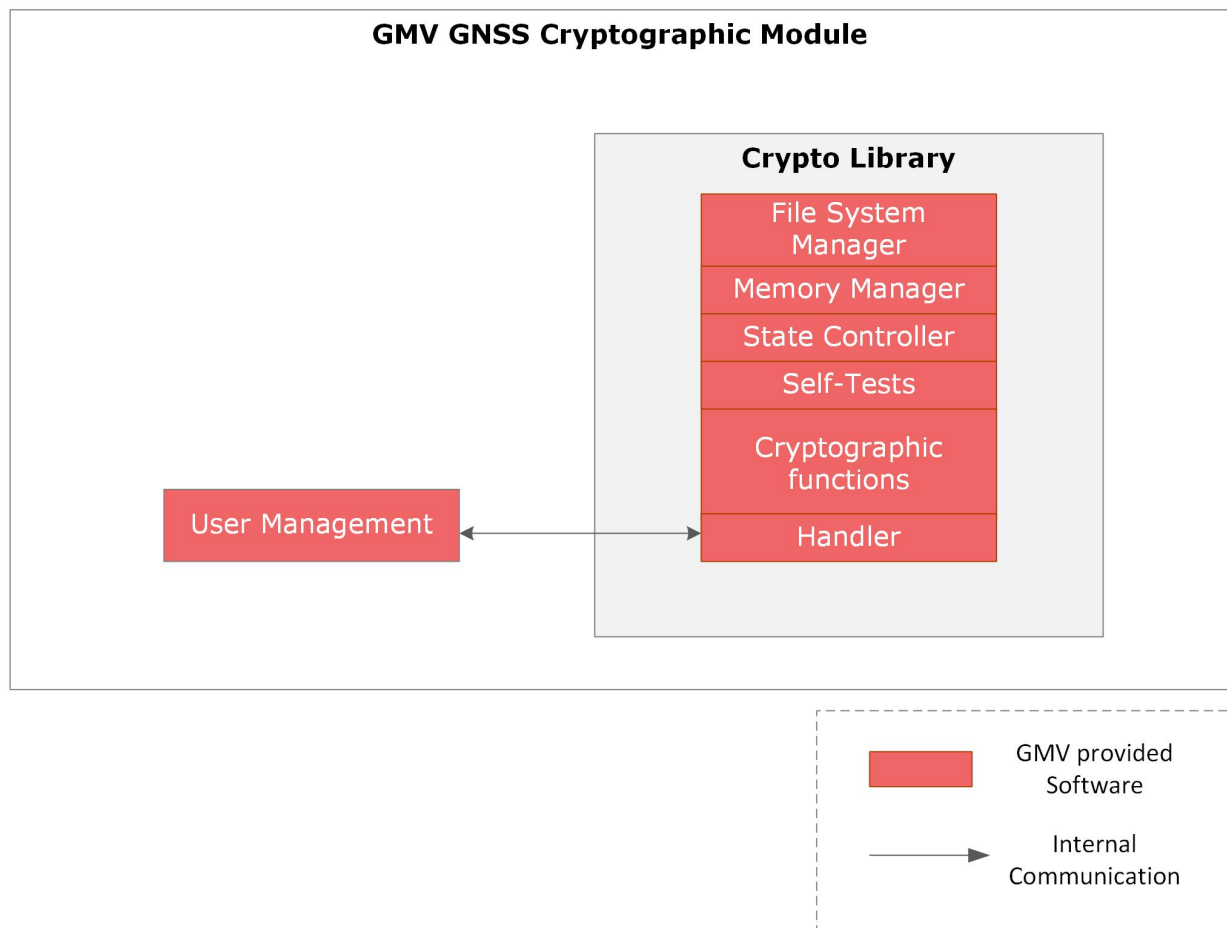 GMV GNSS Cryptographic Module
Crypto Library
File System
Manager
Memory Manager
State Controller
Self-Tests
Cryptographic
functions
Handler
User Management
GMV provided
Software
Internal
Communication